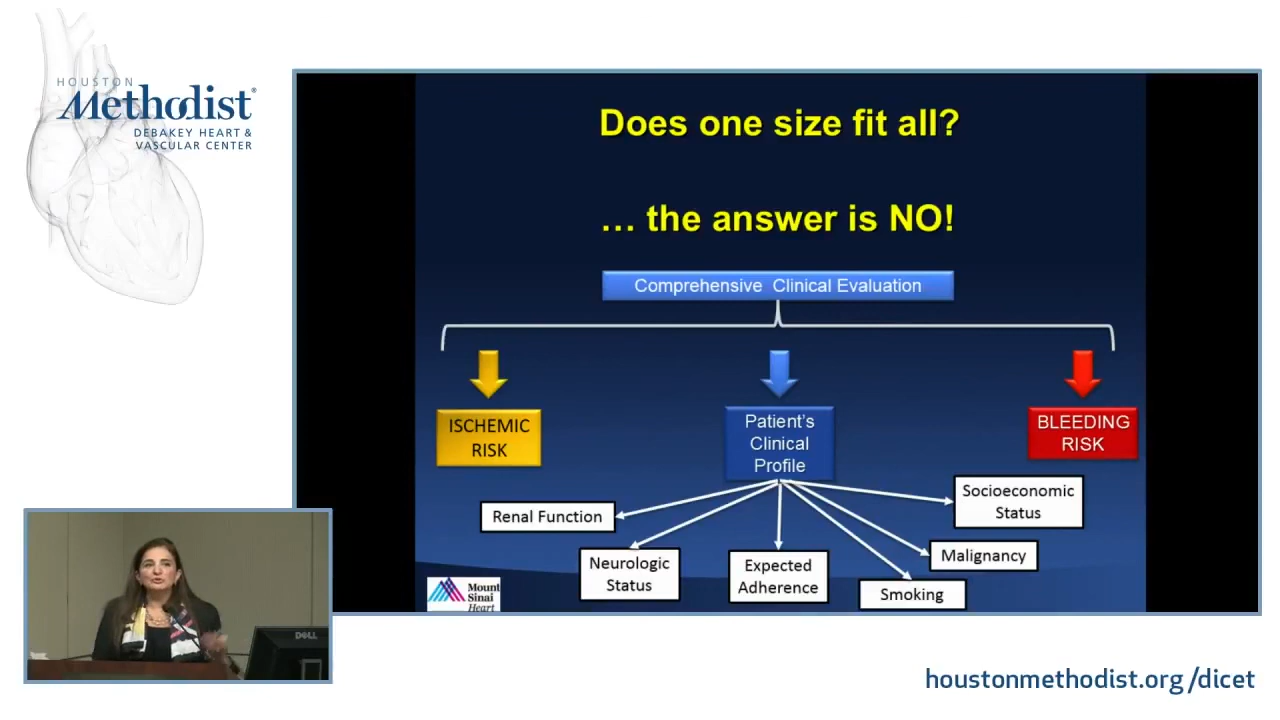 HOUSTON
Methodist®
DEBAKEY HEART &
VASCULAR CENTER
Does one size fit all?
… the answer is NO!
Comprehensive Clinical Evaluation
ISCHEMIC
RISK
Patient's
Clinical
Profile
BLEEDING
RISK
Renal Function
Neurologic
Status
Expected
Adherence
Smoking
Malignancy
Socioeconomic
Status
Mount
Sinai
Heart
DELL
houstonmethodist.org/dicet